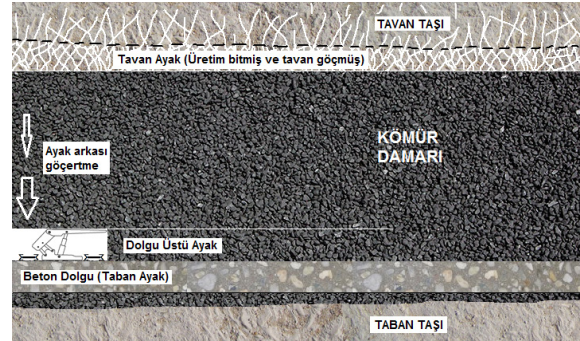 TAVAN TAŞI
Tavan Ayak (Üretim bitmiş ve tavan göçmüş)
KÖMÜR
DAMARI
Ayak arkası
göçertme
Dolgu Üstü Ayak
Beton Dolgu (Taban Ayak)
TABAN TAŞI